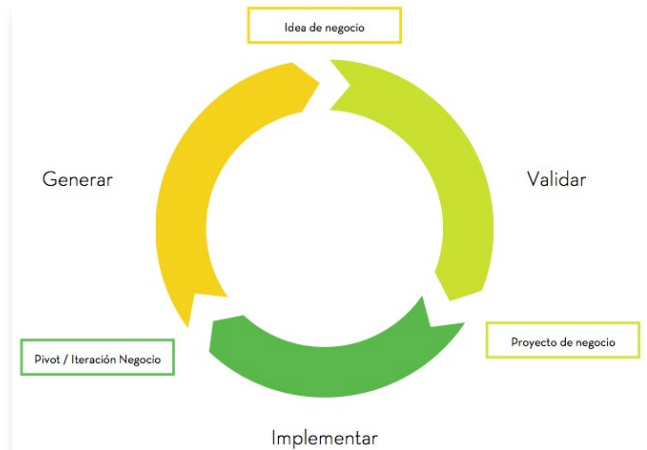 Idea de negocio
Generar
Validar
Pivot / Iteración Negocio
Proyecto de negocio
Implementar